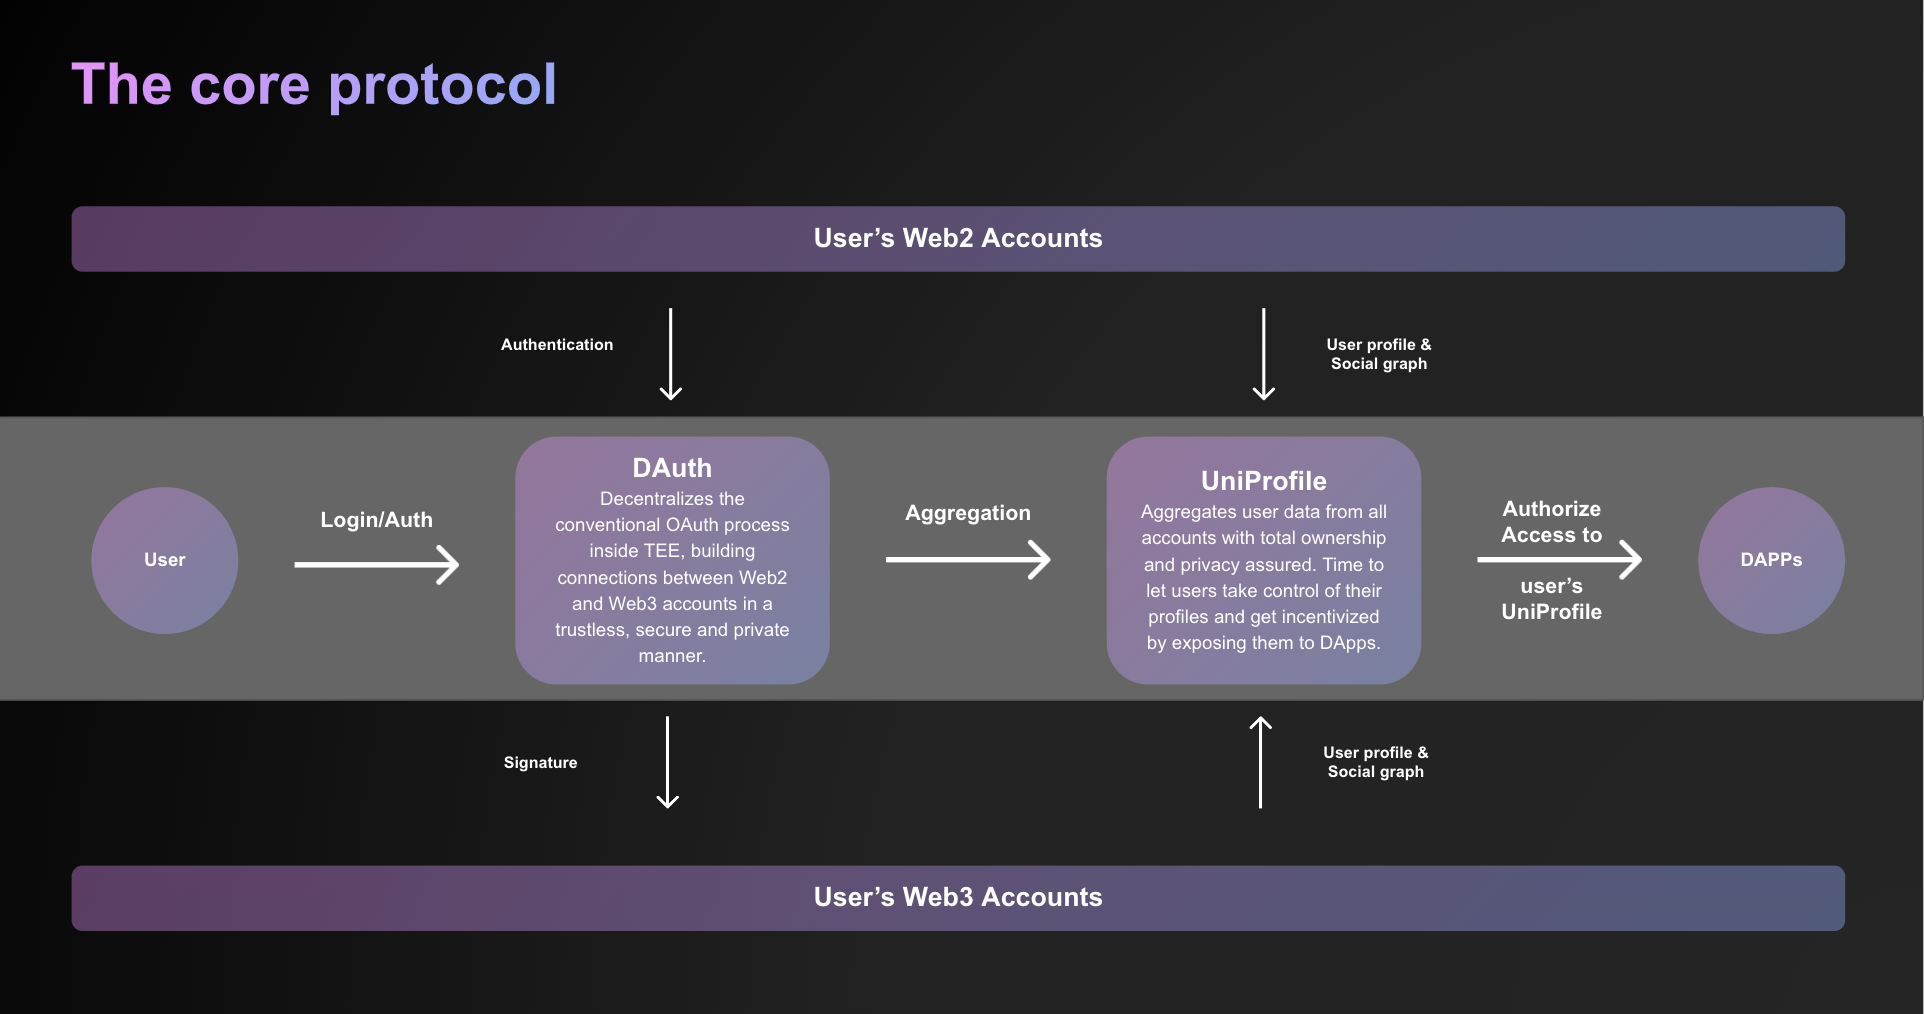 The core protocol
User’s Web2 Accounts
Authentication
User profile &
Social graph
User
Login/Auth
DAuth
Decentralizes the
conventional OAuth process
inside TEE, building
connections between Web2
and Web3 accounts in a
trustless, secure and private
manner.
Aggregation
UniProfile
Aggregates user data from all
accounts with total ownership
and privacy assured. Time to
let users take control of their
profiles and get incentivized
by exposing them to DApps.
Authorize
Access to
user’s
UniProfile
DAPPs
Signature
User profile &
Social graph
User’s Web3 Accounts